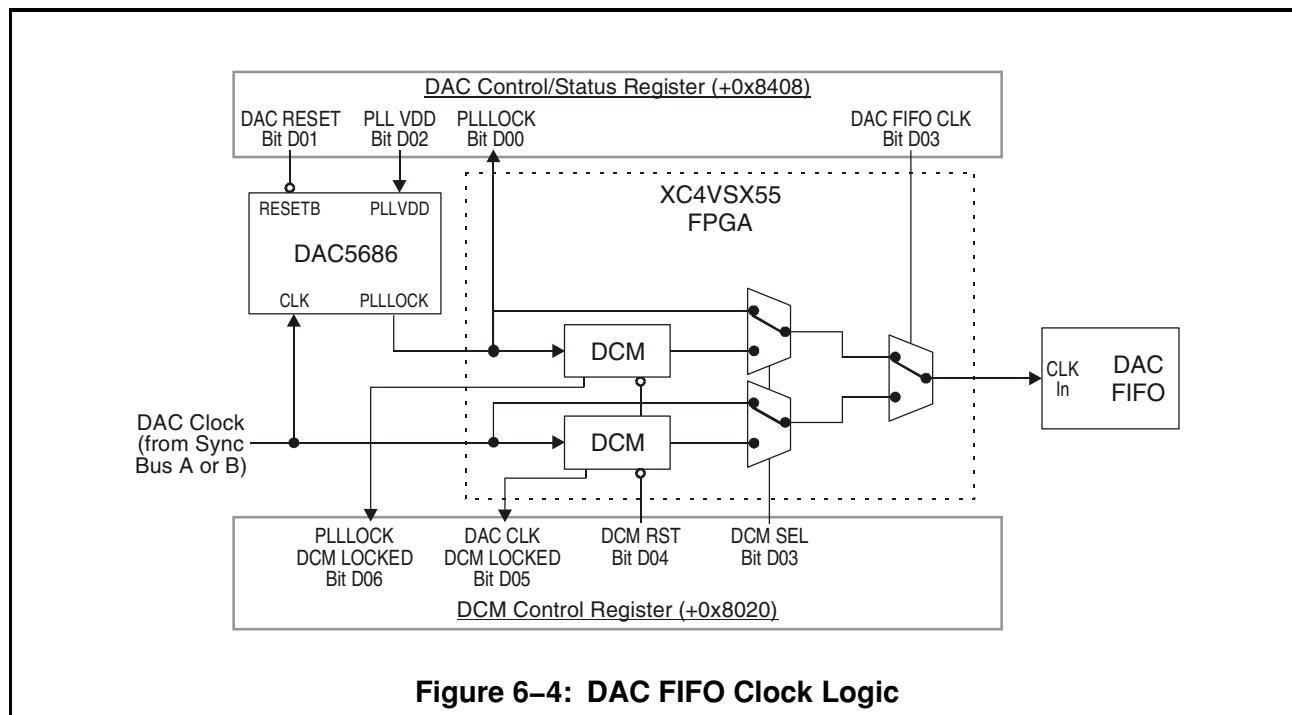 DAC Control/Status Register (+0x8408)
DAC RESET
Bit D01
PLL VDD
Bit D02
PLLLOCK
Bit D00
DAC FIFO CLK
Bit D03
RESETB
PLLVDD
DAC5686
CLK
PLLLOCK
XC4VSX55
FPGA
DCM
DCM
CLK
In
DAC
FIFO
DAC Clock
(from Sync
Bus A or B)
PLLLOCK
DCM LOCKED
Bit D06
DAC CLK
DCM LOCKED
Bit D05
DCM RST
Bit D04
DCM SEL
Bit D03
DCM Control Register (+0x8020)
Figure 6–4: DAC FIFO Clock Logic